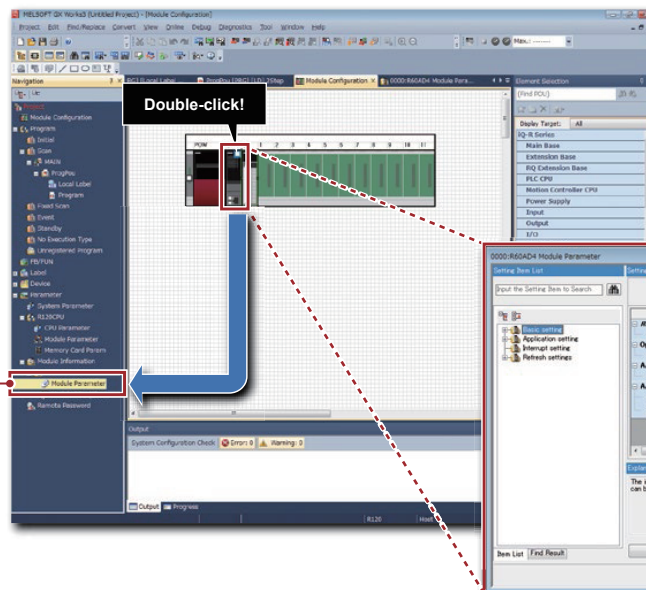 MELSOFT GX Works3 (Untitled Project) - [Module Configuration]
Project Edit Find/Replace Convert View Online Debug Diagnostics Tool Window Help
Navigation
Module Configuration
0000:R60AD4 Module Para...
Element Selection
(Find POU)
Display Target: All
iQ-R Series
Main Base
Extension Base
RQ Extension Base
PLC CPU
Motion Controller CPU
Power Supply
Input
Output
I/O
Double-click!
POW 1 2 3 4 5 6 7 8 9 10 11
Project
Module Configuration
Program
Initial
Scan
MAIN
ProgPou
Local Label
Program
Fixed Scan
Event
Standby
No Execution Type
Unregistered Program
FB/FUN
Label
Device
Parameter
System Parameter
R120CPU
CPU Parameter
Module Parameter
Memory Card Param
Module Information
Module Parameter
Remote Password
0000:R60AD4 Module Parameter
Setting Item List
Input the Setting Item to Search
Basic setting
Application setting
Interrupt setting
Refresh settings
Item List Find Result
Output
System Configuration Check Error: 0 Warning: 0
Output Progress
R120 Host